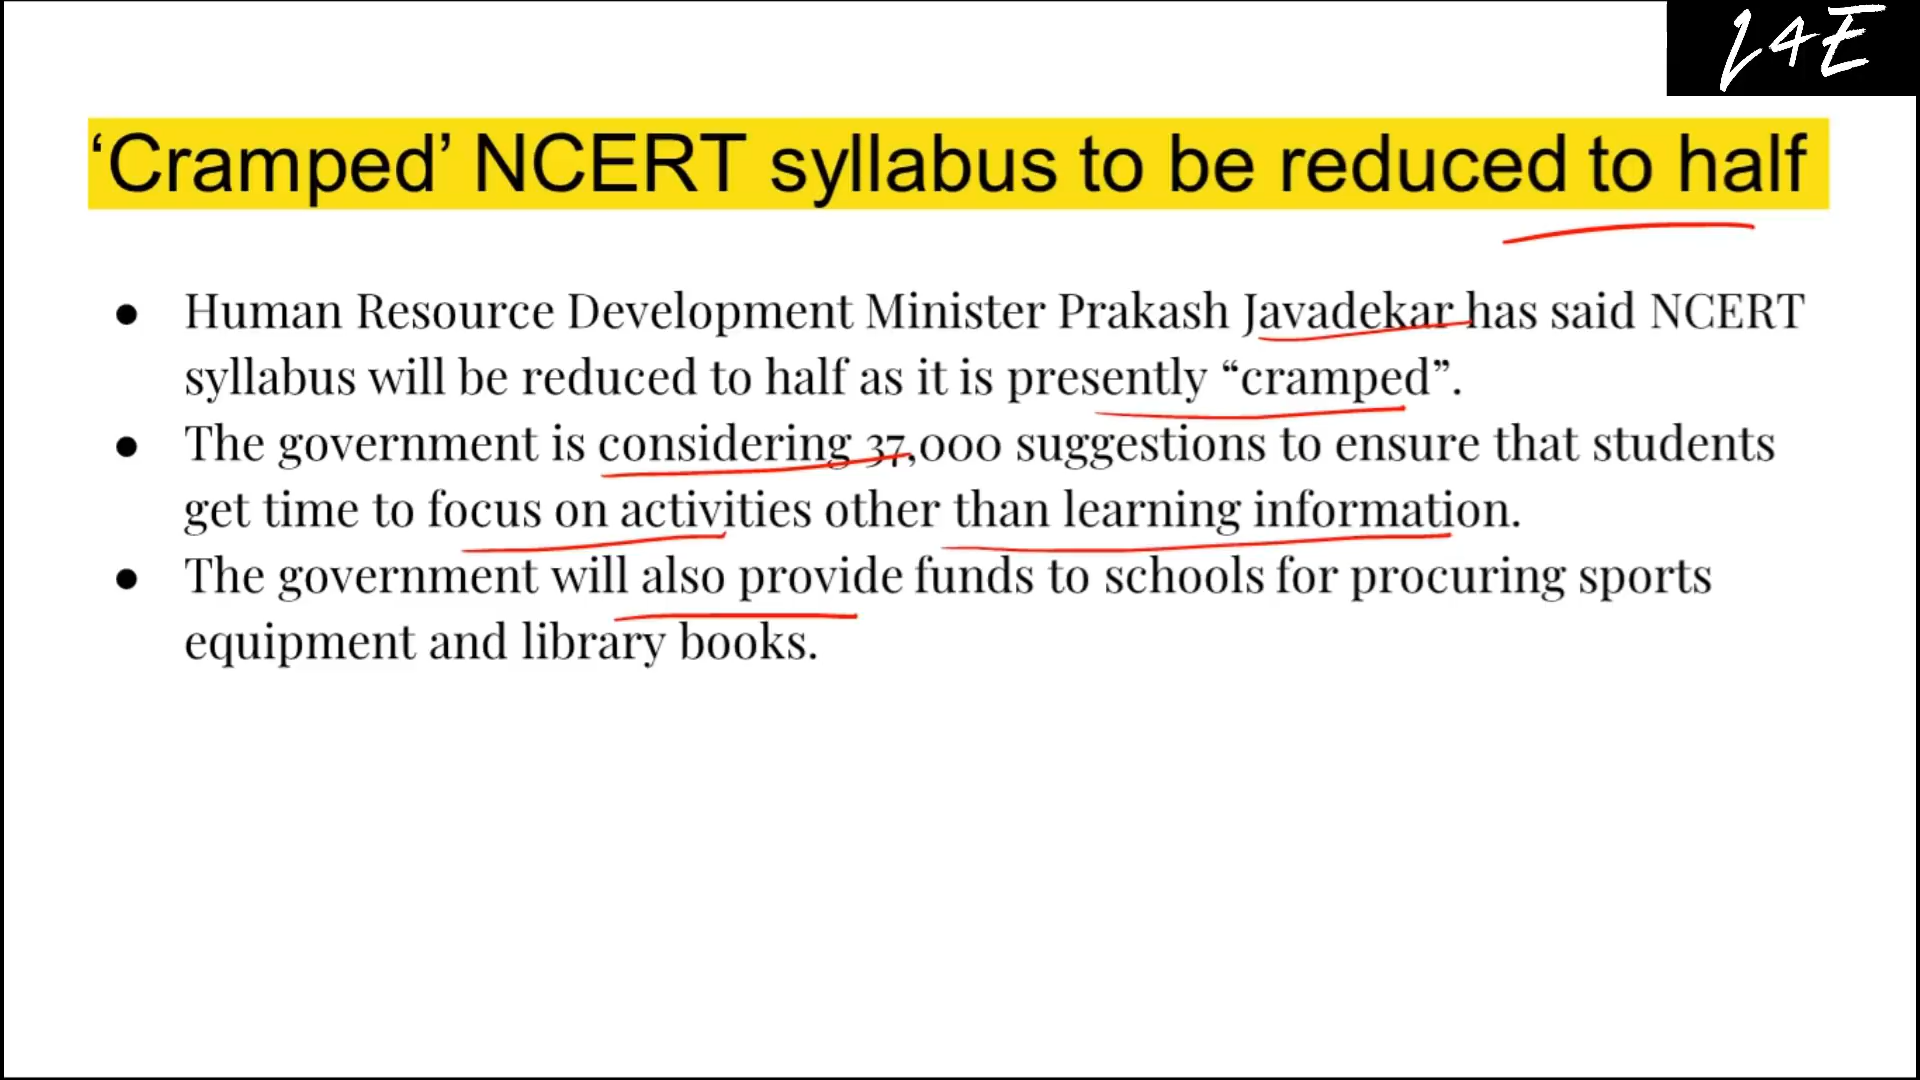 L4E
‘Cramped’ NCERT syllabus to be reduced to half
● Human Resource Development Minister Prakash Javadekar has said NCERT
syllabus will be reduced to half as it is presently “cramped”.
● The government is considering 37,000 suggestions to ensure that students
get time to focus on activities other than learning information.
● The government will also provide funds to schools for procuring sports
equipment and library books.